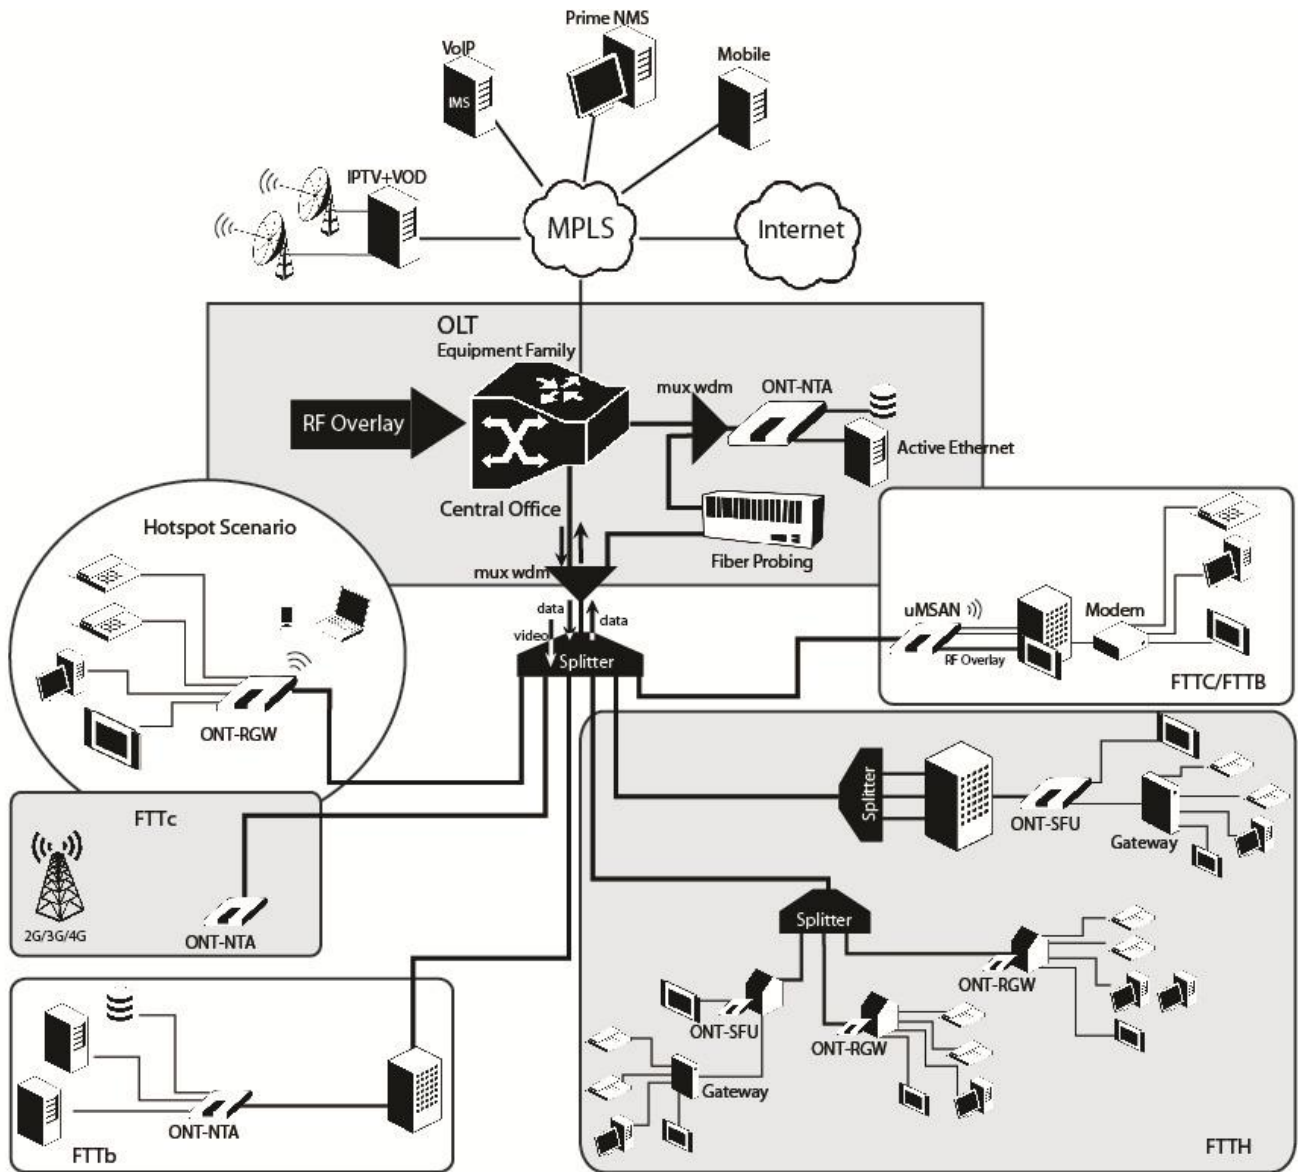 Prime NMS
VoIP
Mobile
IMS
IPTV+VOD
MPLS
Internet
OLT
Equipment Family
mux wdm
ONT-NTA
RF Overlay
Active Ethernet
Central Office
Hotspot Scenario
Fiber Probing
mux wdm
data
data
video
Splitter
uMSAN
Modem
RF Overlay
FTTC/FTTB
ONT-RGW
FTTc
2G/3G/4G
ONT-NTA
Splitter
ONT-SFU
Gateway
Splitter
ONT-RGW
ONT-SFU
ONT-RGW
Gateway
ONT-NTA
FTTb
FTTH